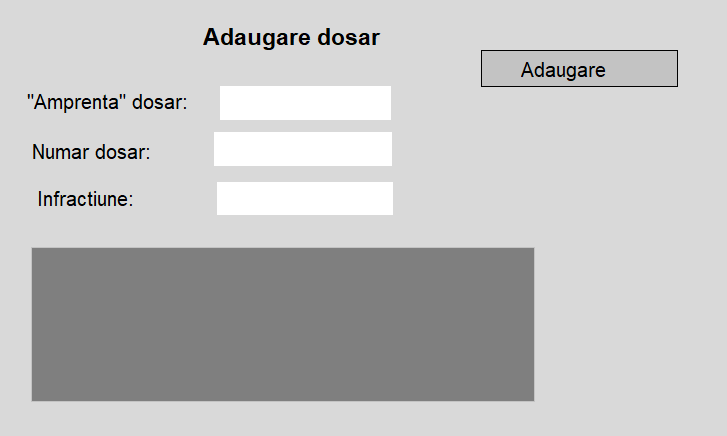 Adaugare dosar
Adaugare
"Amprenta" dosar:
Numar dosar:
Infractiune: